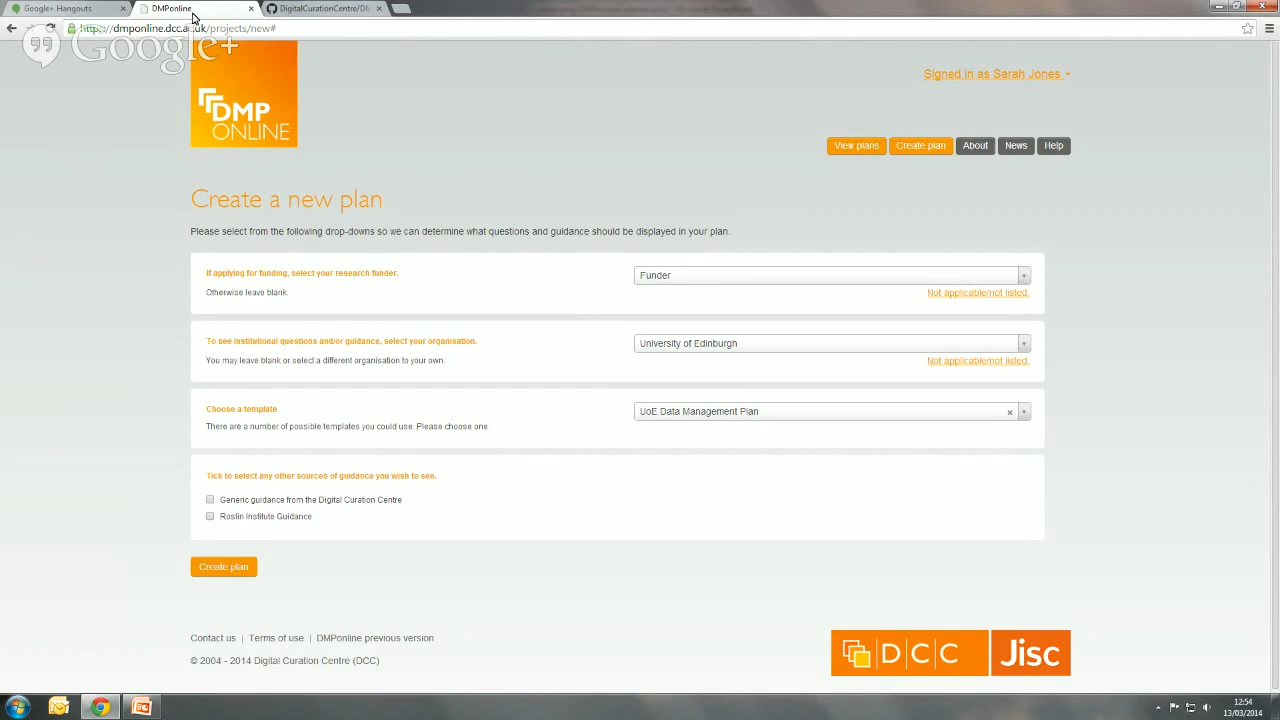 Google+ Hangouts
DMPonline
DigitalCurationCentre/DM
https://dmponline.dcc.ac.uk/projects/new#
Google+
DMP
ONLINE
Signed in as Sarah Jones
View plans
Create plan
About
News
Help
Create a new plan
Please select from the following drop-downs so we can determine what questions and guidance should be displayed in your plan.
If applying for funding, select your research funder.
Funder
Otherwise leave blank.
Not applicable/not listed.
To see institutional questions and/or guidance, select your organisation.
University of Edinburgh
You may leave blank or select a different organisation to your own.
Not applicable/not listed.
Choose a template
UoE Data Management Plan
There are a number of possible templates you could use. Please choose one.
Tick to select any other sources of guidance you wish to see.
Generic guidance from the Digital Curation Centre
Roslin Institute Guidance
Create plan
Contact us | Terms of use | DMPonline previous version
© 2004 - 2014 Digital Curation Centre (DCC)
D|C|C
Jisc
12:54
13/03/2014